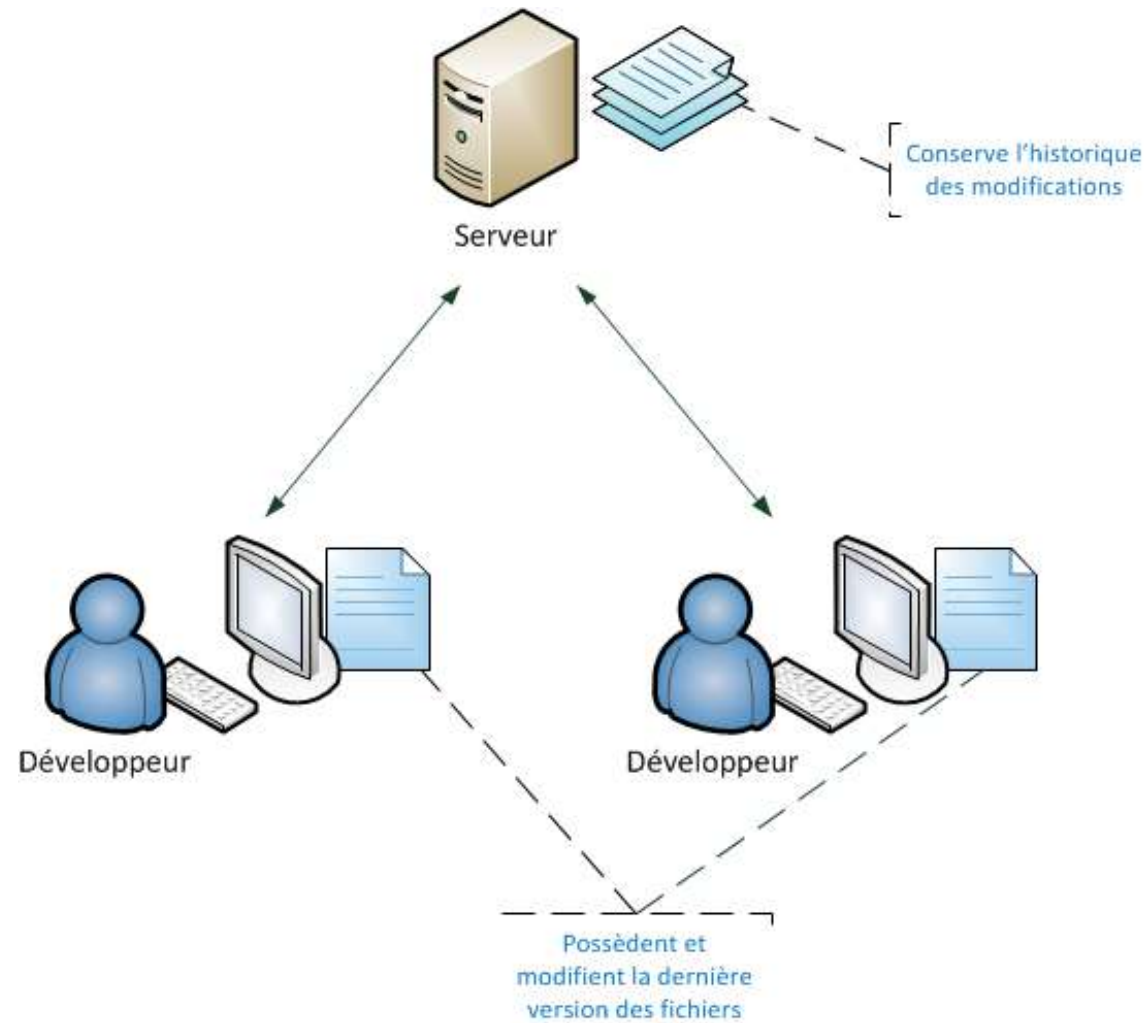 Conserve l'historique
des modifications
Serveur
Développeur
Développeur
Possèdent et
modifient la dernière
version des fichiers